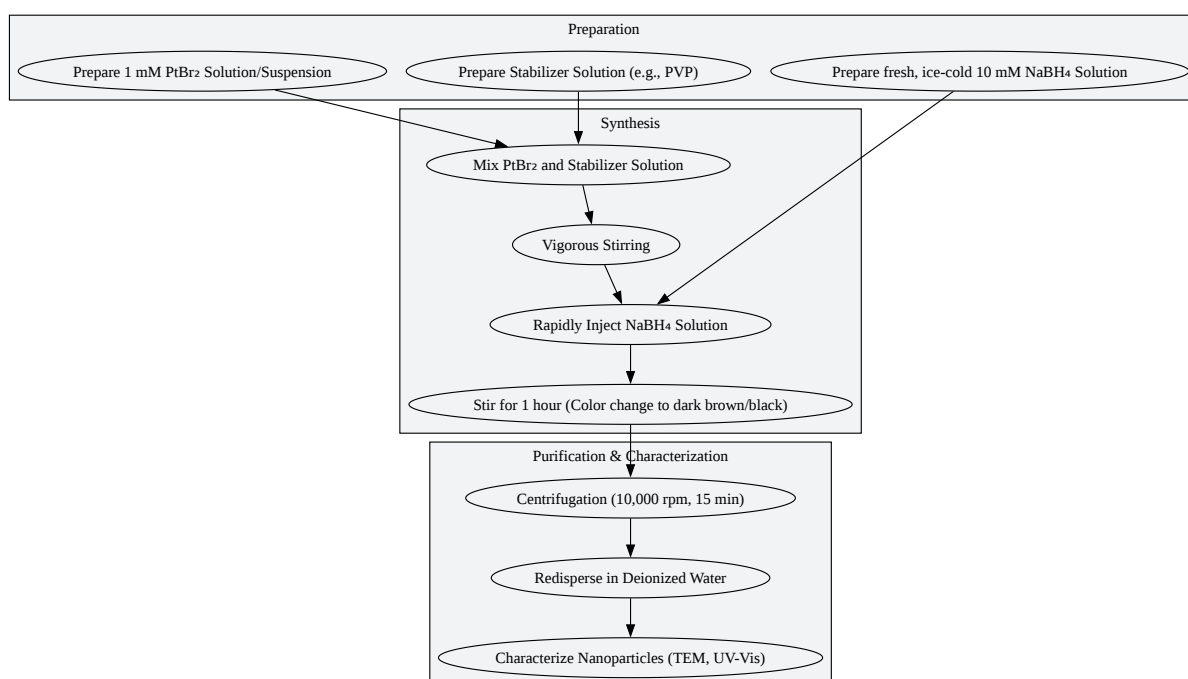 Preparation
Prepare 1 mM PtBr₂ Solution/Suspension
Prepare Stabilizer Solution (e.g., PVP)
Prepare fresh, ice-cold 10 mM NaBH₄ Solution
Synthesis
Mix PtBr₂ and Stabilizer Solution
Vigorous Stirring
Rapidly Inject NaBH₄ Solution
Stir for 1 hour (Color change to dark brown/black)
Purification & Characterization
Centrifugation (10,000 rpm, 15 min)
Redisperse in Deionized Water
Characterize Nanoparticles (TEM, UV-Vis)